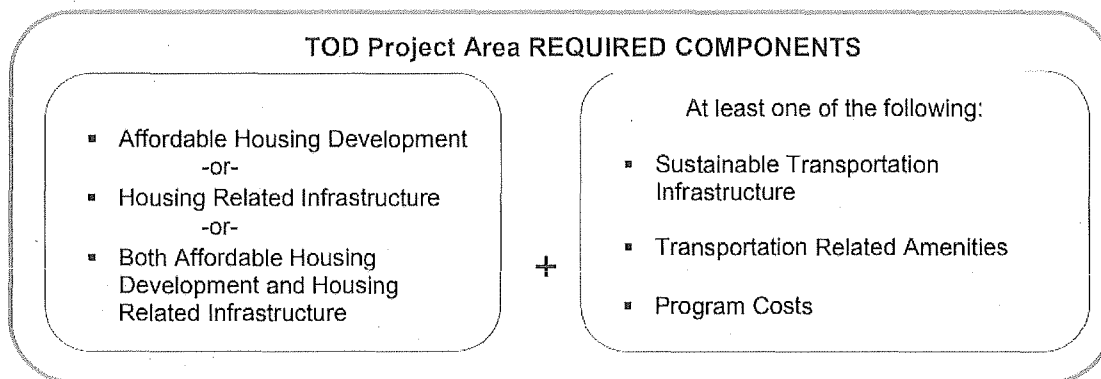 TOD Project Area REQUIRED COMPONENTS
▪ Affordable Housing Development
-or-
▪ Housing Related Infrastructure
-or-
▪ Both Affordable Housing
Development and Housing
Related Infrastructure
+
At least one of the following:
▪ Sustainable Transportation
Infrastructure
▪ Transportation Related Amenities
▪ Program Costs